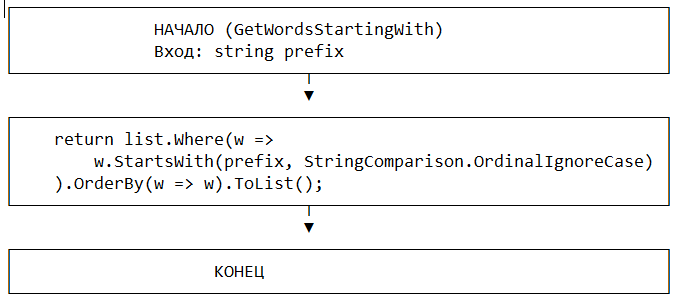 НАЧАЛО (GetWordsStartingWith)
Вход: string prefix
return list.Where(w =>
w.StartsWith(prefix, StringComparison.OrdinalIgnoreCase)
).OrderBy(w => w).ToList();
КОНЕЦ